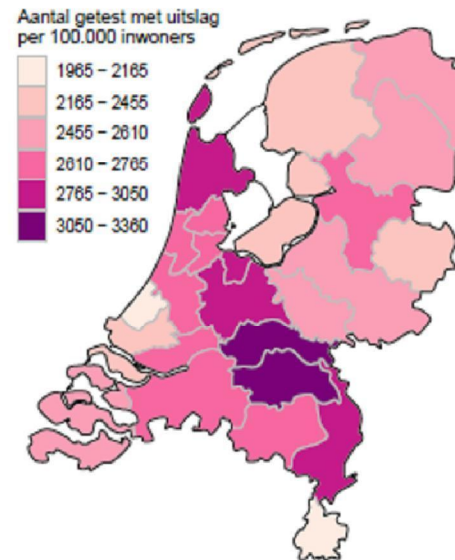 Aantal getest met uitslag
per 100.000 inwoners
1965 – 2165
2165 – 2455
2455 – 2610
2610 – 2765
2765 – 3050
3050 – 3360